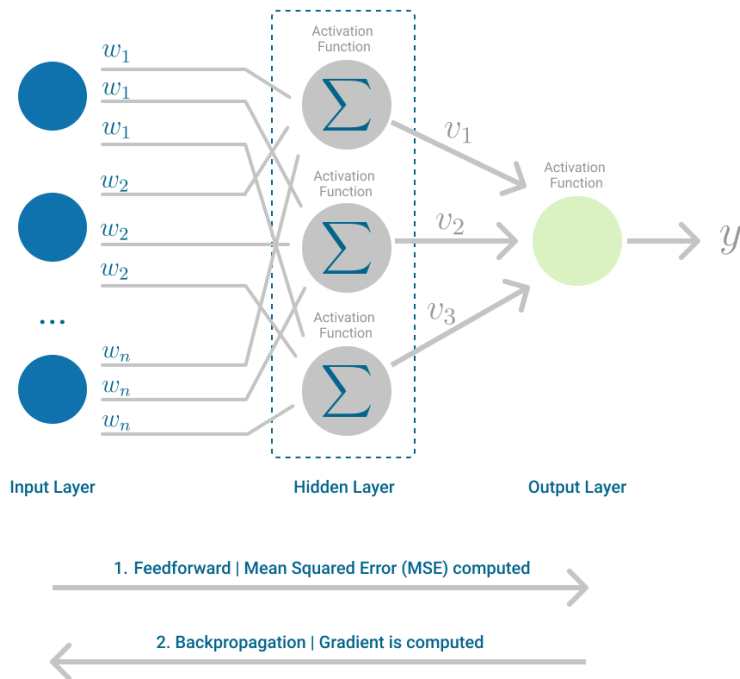 Activation
Function
w₁
∑
w₁
w₁
v₁
Activation
Function
Activation
Function
w₂
∑
v₂
y
w₂
w₂
Activation
Function
v₃
...
∑
wₙ
wₙ
wₙ
Input Layer
Hidden Layer
Output Layer
1. Feedforward | Mean Squared Error (MSE) computed
2. Backpropagation | Gradient is computed